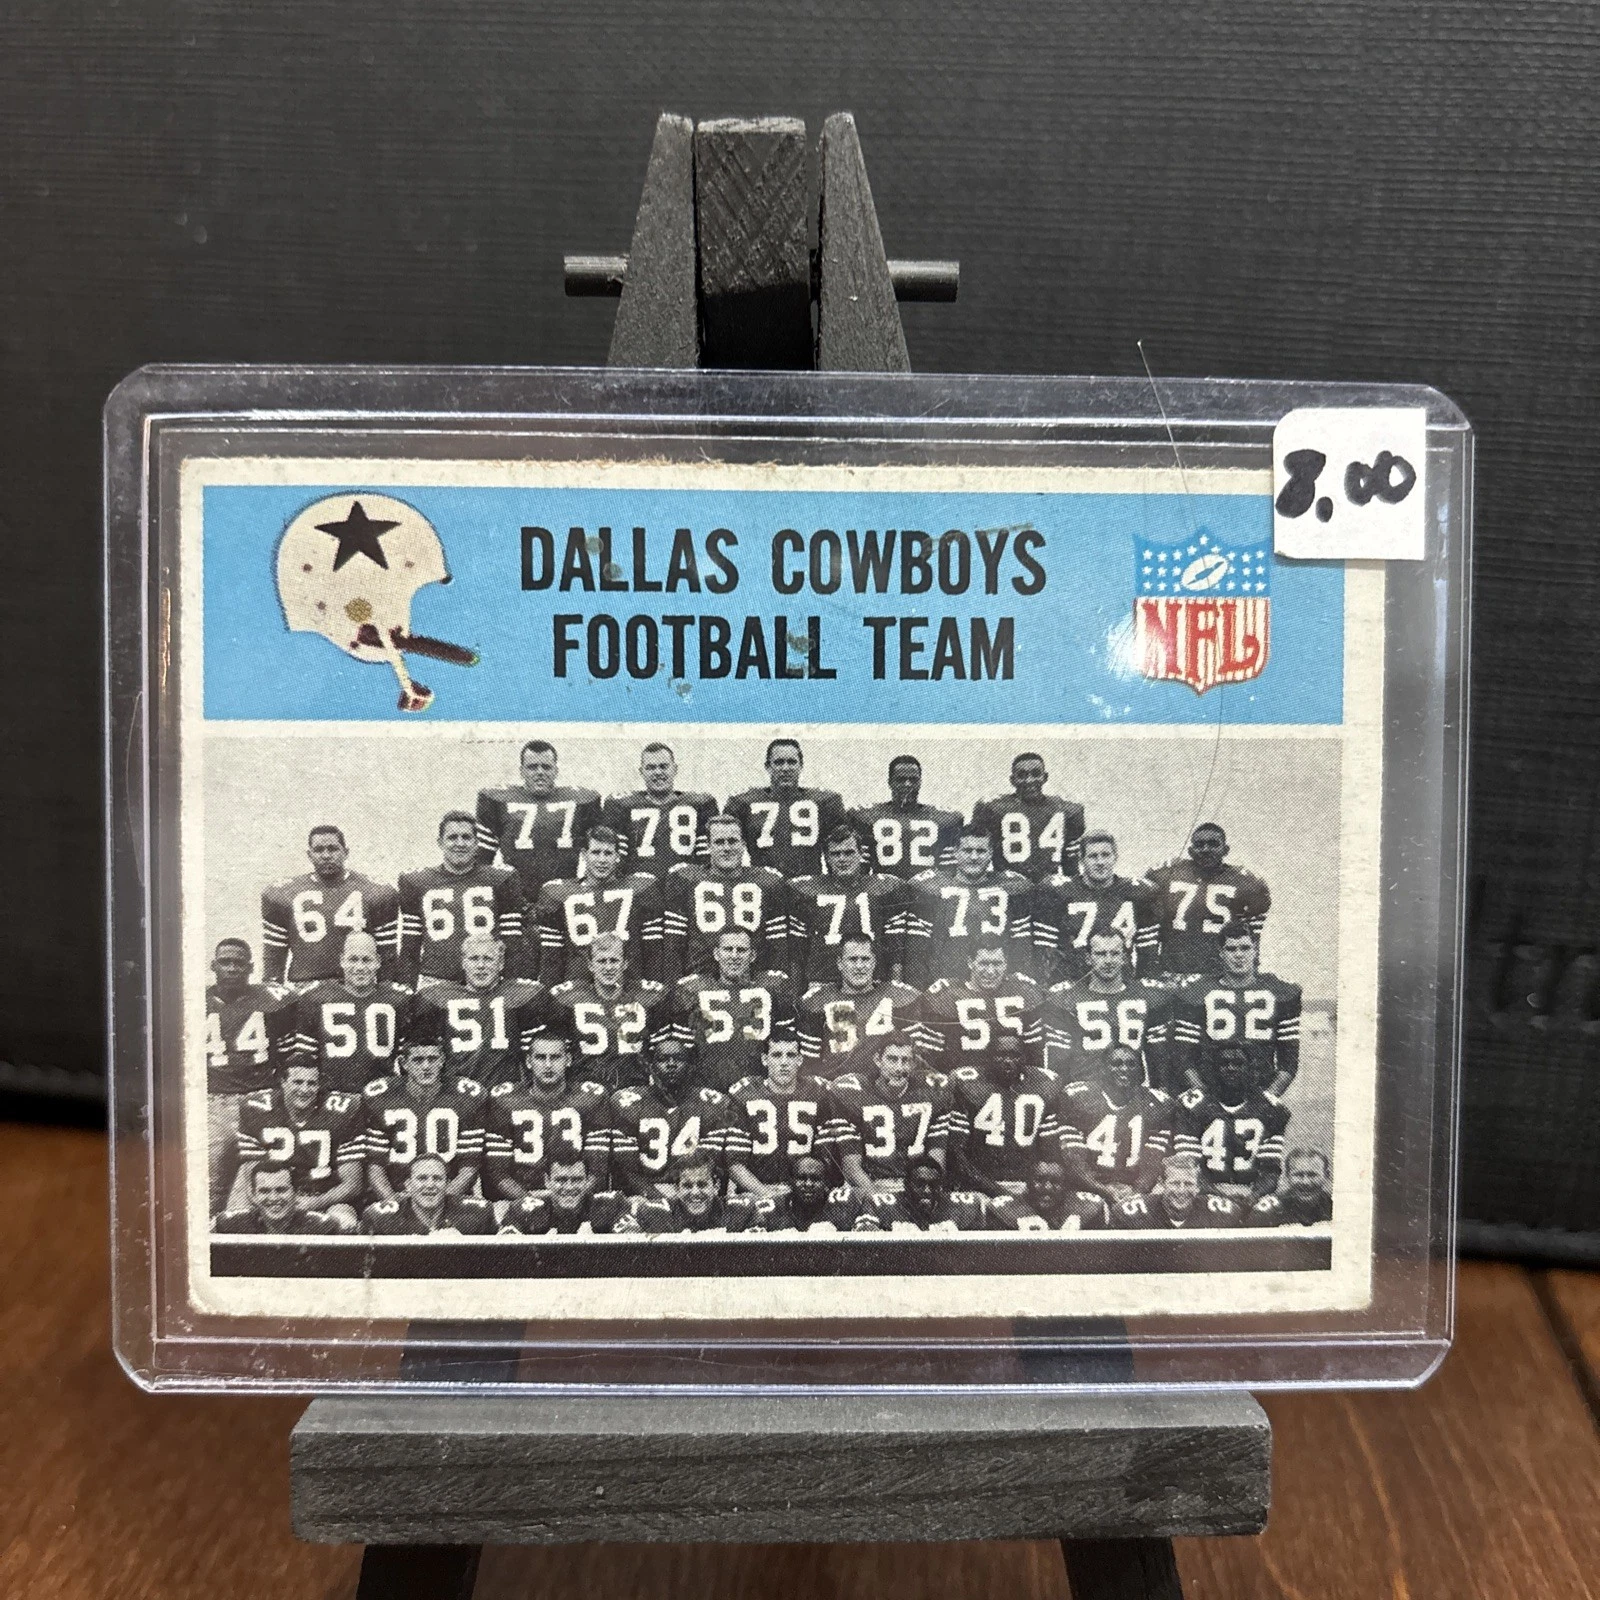 8.00
DALLAS COWBOYS
FOOTBALL TEAM
NFL
77 78 79 82 84
64 66 67 68 71 73 74 75
44 50 51 52 53 54 55 56 62
27 30 33 34 35 37 40 41 43